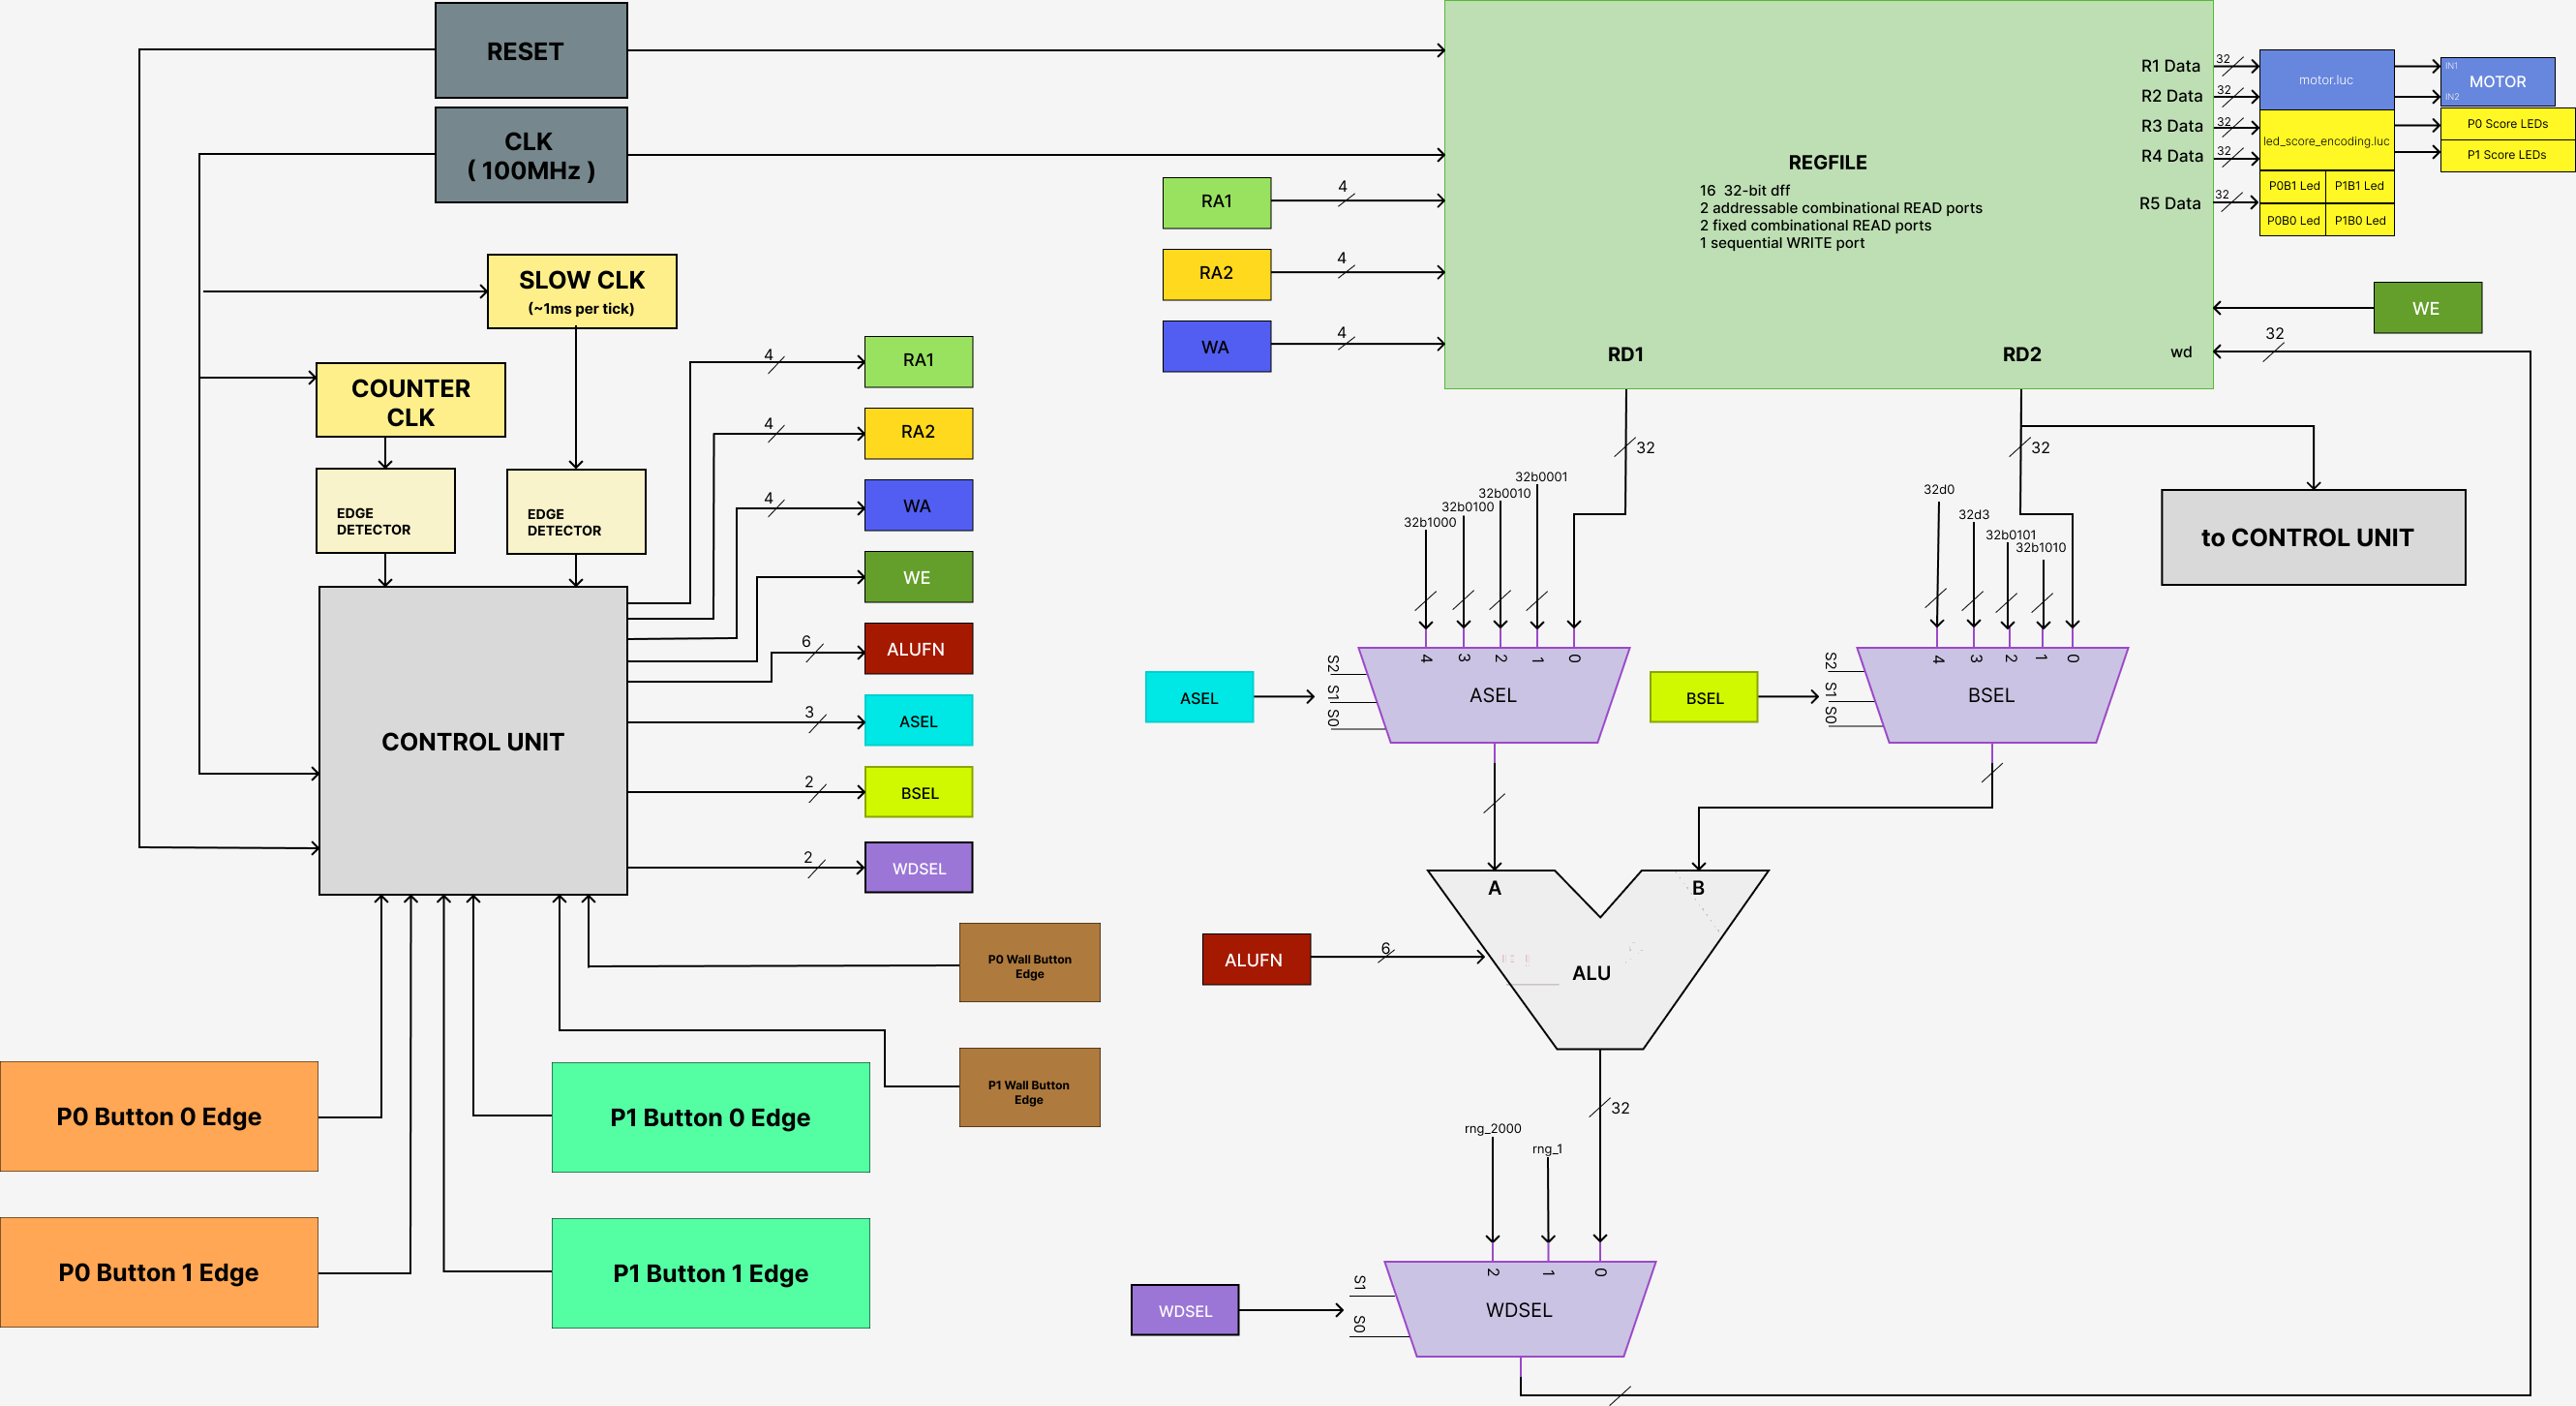 RESET
CLK
( 100MHz )
SLOW CLK
(~1ms per tick)
COUNTER
CLK
EDGE
DETECTOR
EDGE
DETECTOR
CONTROL UNIT
4
RA1
4
RA2
4
WA
WE
6
ALUFN
3
ASEL
2
BSEL
2
WDSEL
P0 Wall Button
Edge
P1 Wall Button
Edge
P0 Button 0 Edge
P1 Button 0 Edge
P0 Button 1 Edge
P1 Button 1 Edge
RA1
4
RA2
4
WA
4
REGFILE
16 32-bit dff
2 addressable combinational READ ports
2 fixed combinational READ ports
1 sequential WRITE port
R1 Data
32
R2 Data
32
R3 Data
32
R4 Data
32
R5 Data
32
motor.luc
IN1
MOTOR
IN2
led_score_encoding.luc
P0 Score LEDs
P1 Score LEDs
P0B1 Led
P1B1 Led
P0B0 Led
P1B0 Led
WE
32
wd
RD1
RD2
32
32
to CONTROL UNIT
32b1000
32b0100
32b0010
32b0001
4
3
2
1
0
S2
S1
S0
ASEL
ASEL
32d0
32d3
32b0101
32b1010
4
3
2
1
0
S2
S1
S0
BSEL
BSEL
A
B
ALUFN
6
ALU
32
rng_2000
rng_1
2
1
0
S1
S0
WDSEL
WDSEL